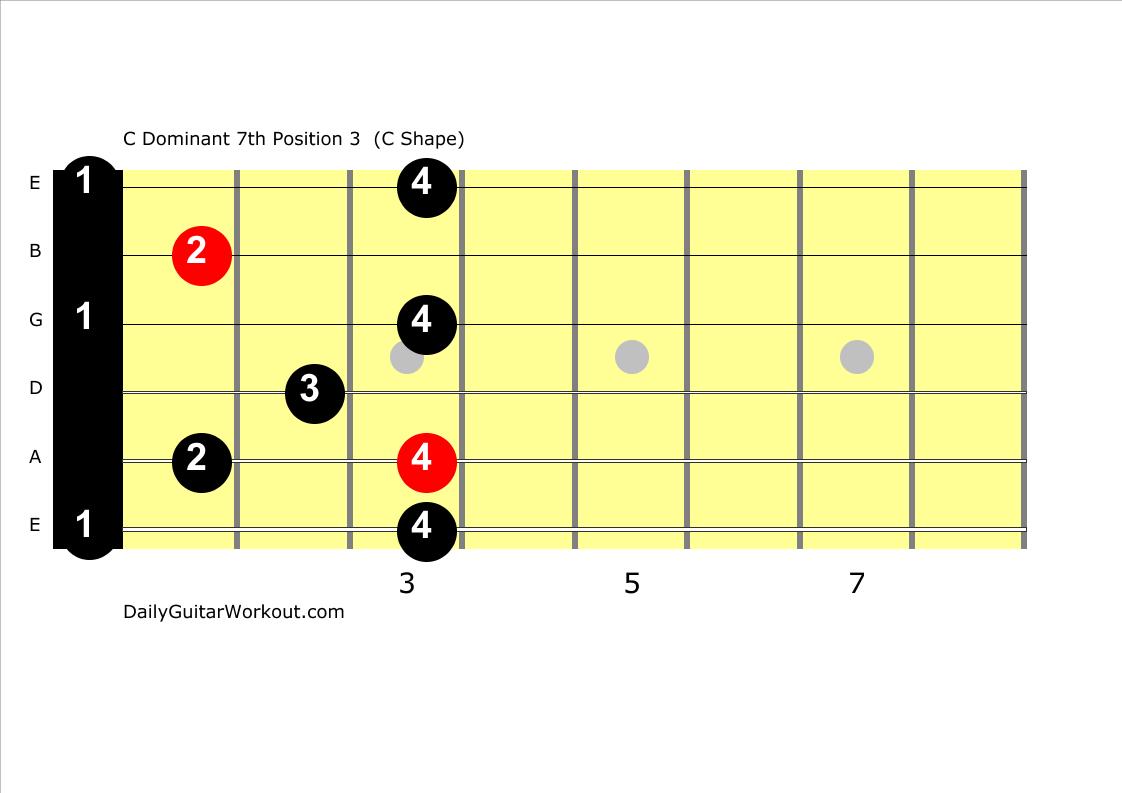 C Dominant 7th Position 3 (C Shape)
E 1 4
B 2
G 1 4
D 3
A 2 4
E 1 4
3 5 7
DailyGuitarWorkout.com